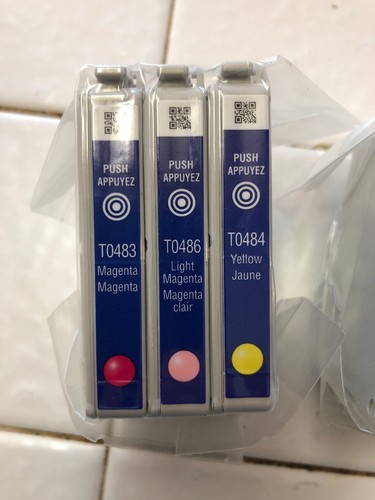 PUSH
APPUYEZ
T0483
Magenta
Magenta
PUSH
APPUYEZ
T0486
Light
Magenta
Magenta
clair
PUSH
APPUYEZ
T0484
Yellow
Jaune